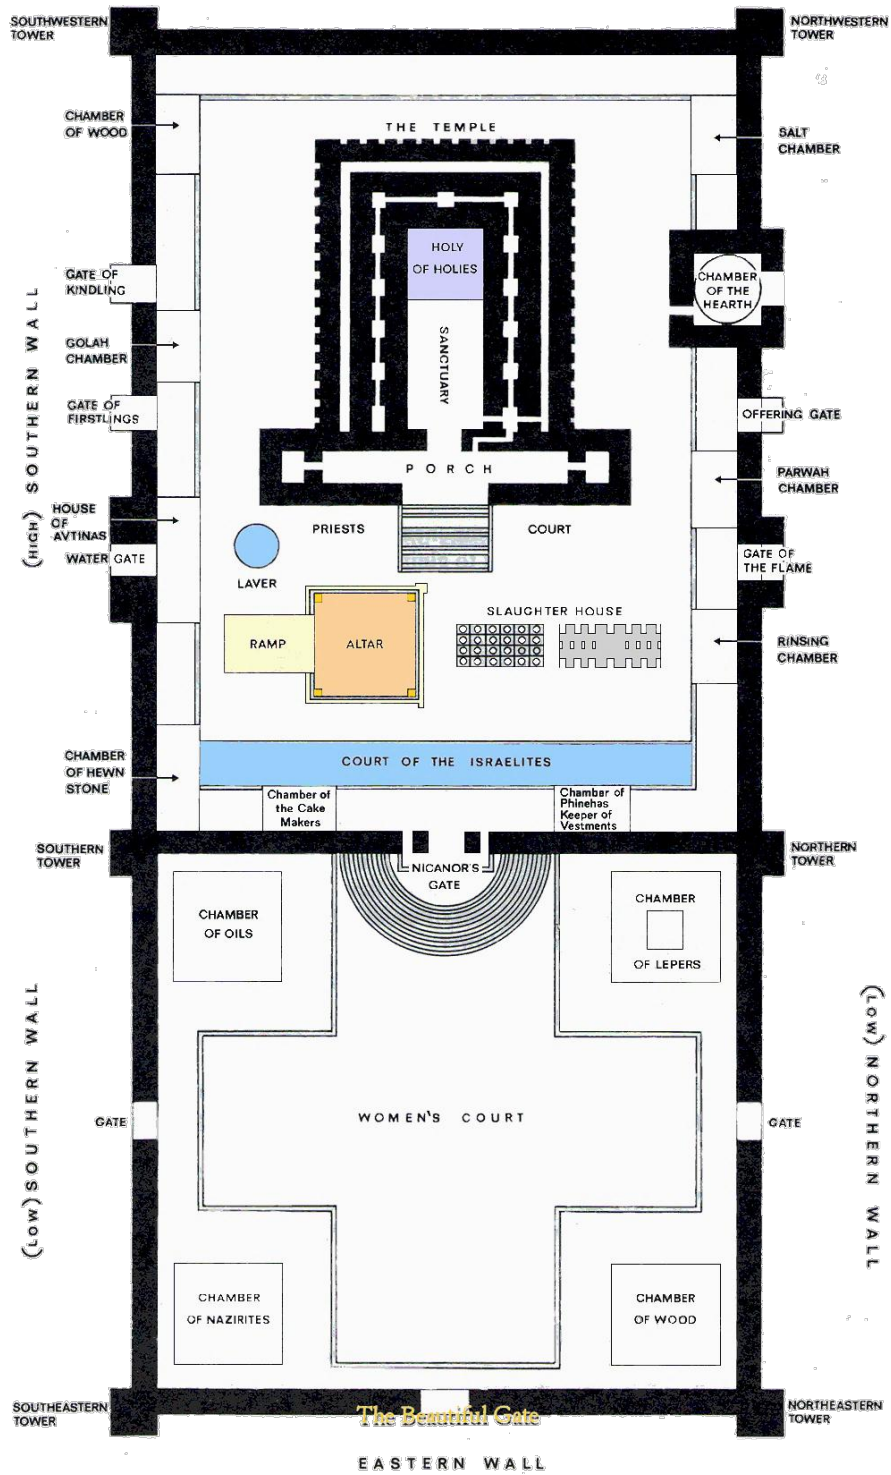 SOUTHWESTERN
TOWER
NORTHWESTERN
TOWER
THE TEMPLE
CHAMBER
OF WOOD
SALT
CHAMBER
HOLY
OF HOLIES
SANCTUARY
GATE OF
KINDLING
CHAMBER
OF THE
HEARTH
(HIGH) SOUTHERN WALL
GOLAH
CHAMBER
GATE OF
FIRSTLINGS
OFFERING GATE
PORCH
PARWAH
CHAMBER
HOUSE
OF
AVTINAS
PRIESTS COURT
WATER GATE
GATE OF
THE FLAME
LAVER
SLAUGHTER HOUSE
RAMP
ALTAR
RINSING
CHAMBER
COURT OF THE ISRAELITES
CHAMBER
OF HEWN
STONE
Chamber of
the Cake
Makers
Chamber of
Phinehas
Keeper of
Vestments
SOUTHERN
TOWER
NORTHERN
TOWER
NICANOR'S
GATE
CHAMBER
OF OILS
CHAMBER
OF LEPERS
(LOW) SOUTHERN WALL
(LOW) NORTHERN WALL
GATE
WOMEN'S COURT
GATE
CHAMBER
OF NAZIRITES
CHAMBER
OF WOOD
SOUTHEASTERN
TOWER
The Beautiful Gate
NORTHEASTERN
TOWER
EASTERN WALL